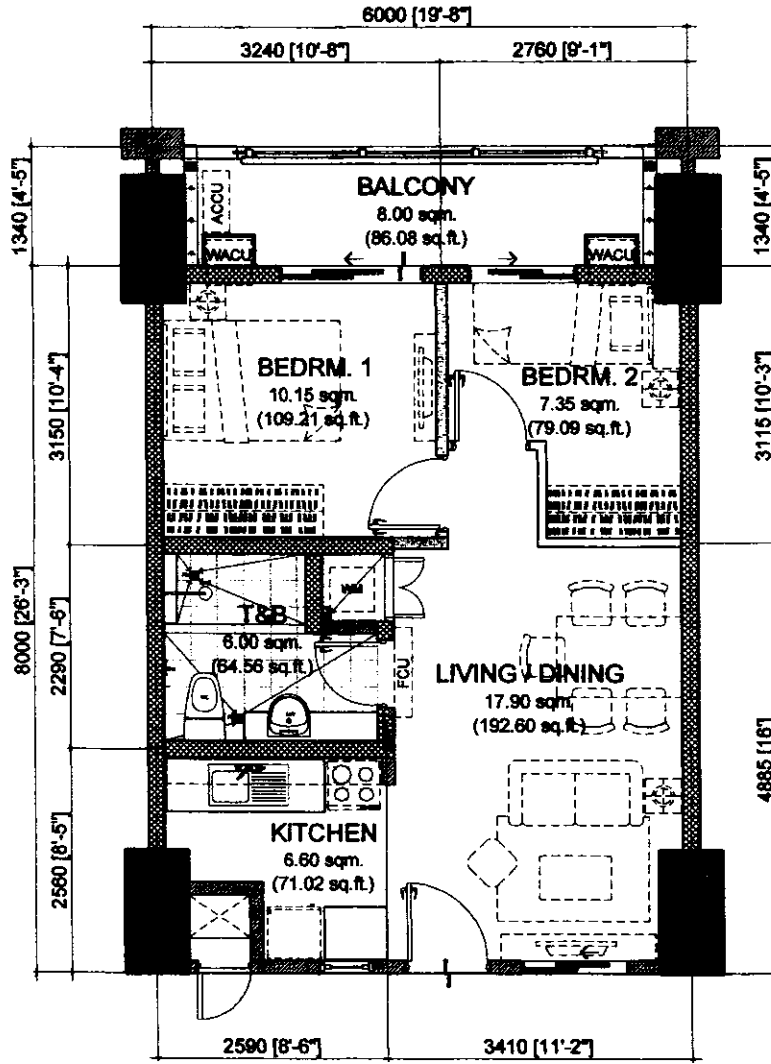 6000 [19'-8"]
3240 [10'-8"]
2760 [9'-1"]
1340 [4'-5"]
BALCONY
8.00 sqm.
(86.08 sq.ft.)
ACCU
WACU
WACU
1340 [4'-5"]
BEDRM. 1
10.15 sqm.
(109.21 sq.ft.)
BEDRM. 2
7.35 sqm.
(79.09 sq.ft.)
3150 [10'-4"]
3115 [10'-3"]
8000 [26'-3"]
2290 [7'-6"]
WM
T&B
6.00 sqm.
(64.56 sq.ft.)
FCU
LIVING / DINING
17.90 sqm.
(192.60 sq.ft.)
4885 [16"]
KITCHEN
6.60 sqm.
(71.02 sq.ft.)
2560 [8'-5"]
2590 [8'-6"]
3410 [11'-2"]